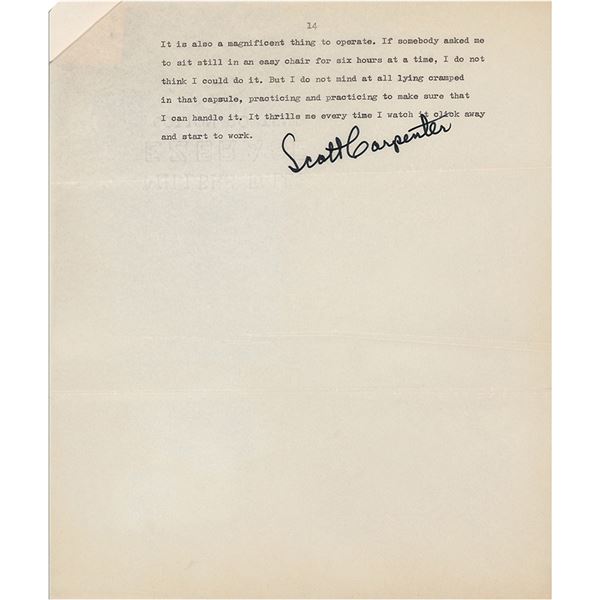 14
It is also a magnificent thing to operate. If somebody asked me
to sit still in an easy chair for six hours at a time, I do not
think I could do it. But I do not mind at all lying cramped
in that capsule, practicing and practicing to make sure that
I can handle it. It thrills me every time I watch it click away
and start to work.
Scott Carpenter